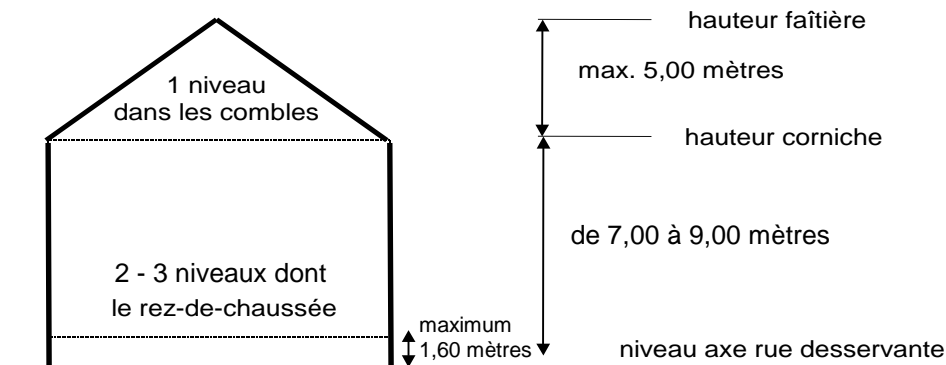 hauteur faîtière
max. 5,00 mètres
1 niveau
dans les combles
hauteur corniche
de 7,00 à 9,00 mètres
2 - 3 niveaux dont
le rez-de-chaussée
maximum
1,60 mètres
niveau axe rue desservante